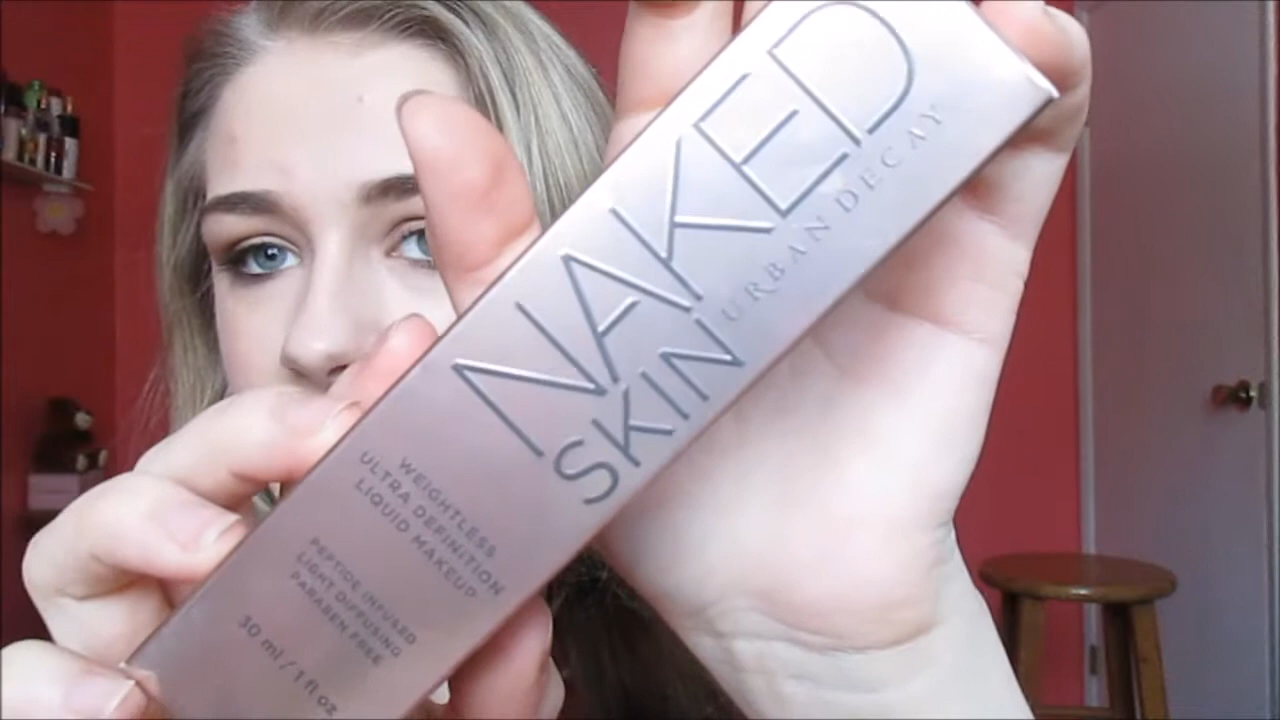 NAKED
SKIN URBAN DECAY
WEIGHTLESS
ULTRA DEFINITION
LIQUID MAKEUP
PEPTIDE INFUSED
LIGHT DIFFUSING
PARABEN FREE
30 ml / 1 fl oz